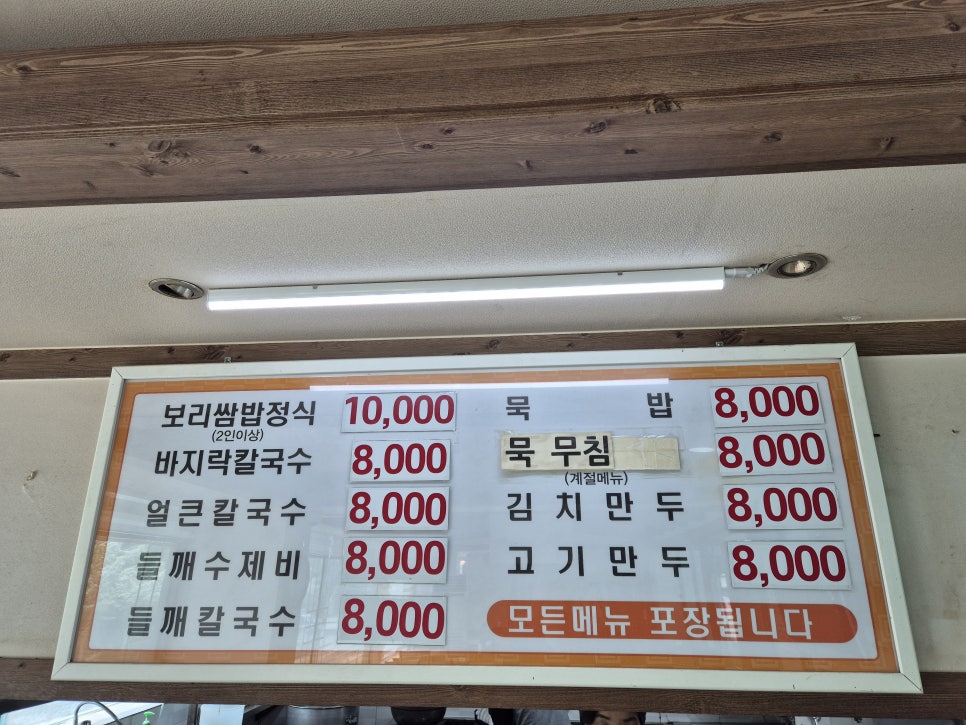 보리쌈밥정식 10,000
(2인이상)
바지락칼국수 8,000
얼큰칼국수 8,000
들깨수제비 8,000
들깨칼국수 8,000
묵 밥 8,000
묵 무침 8,000
(계절메뉴)
김치만두 8,000
고기만두 8,000
모든메뉴 포장됩니다